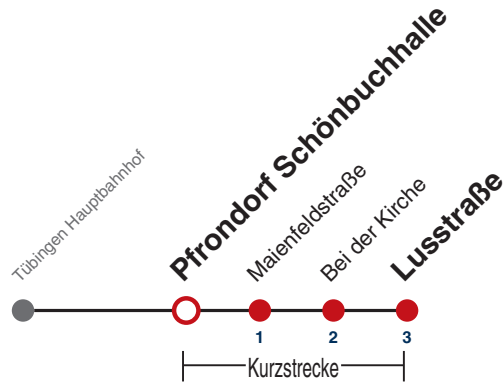 Tübingen Hauptbahnhof
Pfrondorf Schönbuchhalle
Maienfeldstraße
Bei der Kirche
Lusstraße
1 2 3
Kurzstrecke